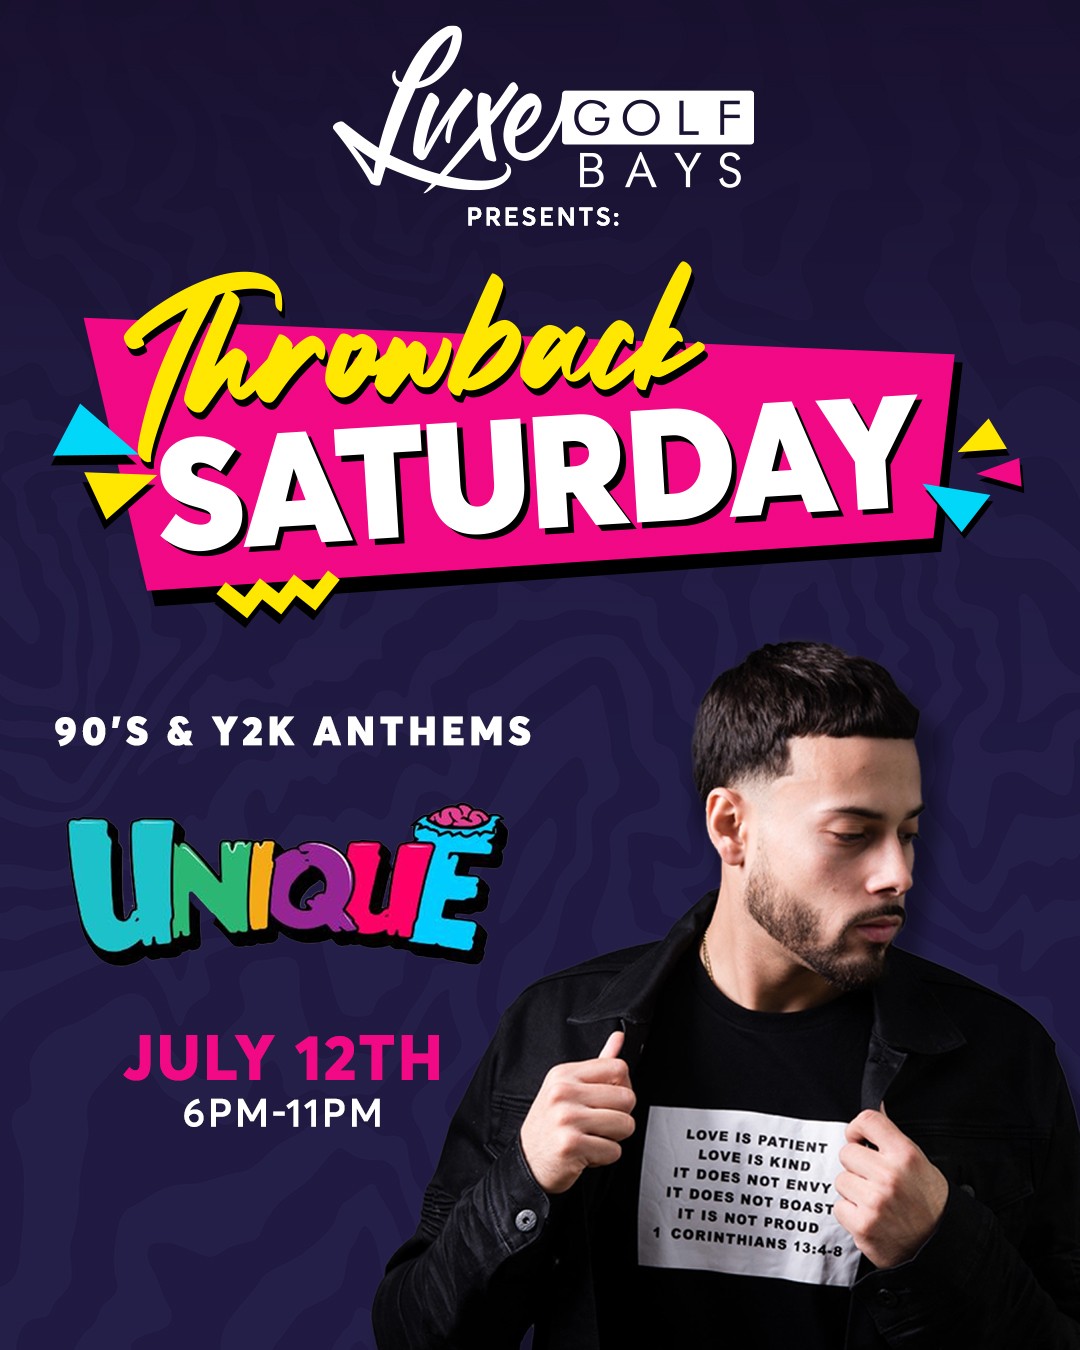 Luxe GOLF
BAYS
PRESENTS:
Throwback
SATURDAY
90'S & Y2K ANTHEMS
UNIQUE
JULY 12TH
6PM-11PM
LOVE IS PATIENT
LOVE IS KIND
IT DOES NOT ENVY
IT DOES NOT BOAST
IT IS NOT PROUD
1 CORINTHIANS 13:4-8